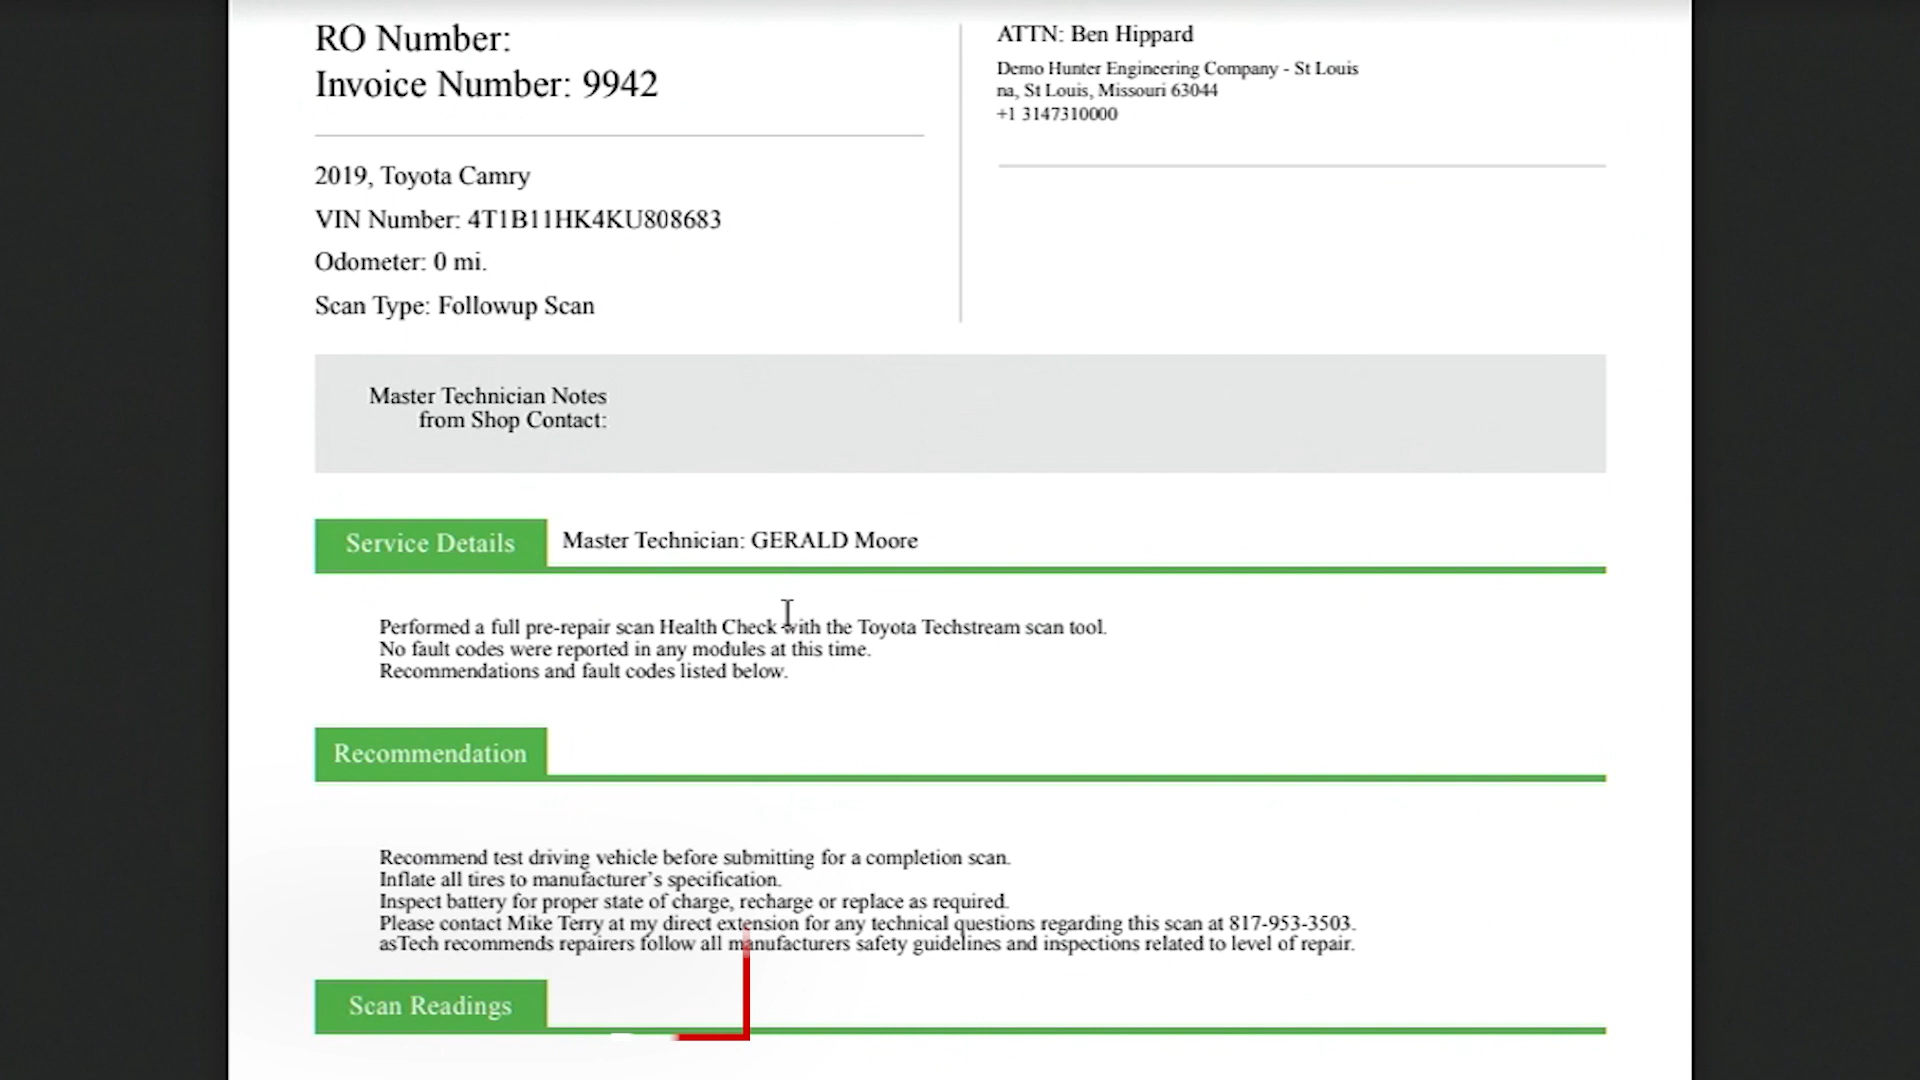 RO Number:
Invoice Number: 9942
ATTN: Ben Hippard
Demo Hunter Engineering Company - St Louis
na, St Louis, Missouri 63044
+1 3147310000
2019, Toyota Camry
VIN Number: 4T1B11HK4KU808683
Odometer: 0 mi.
Scan Type: Followup Scan
Master Technician Notes
from Shop Contact:
Service Details
Master Technician: GERALD Moore
Performed a full pre-repair scan Health Check with the Toyota Techstream scan tool.
No fault codes were reported in any modules at this time.
Recommendations and fault codes listed below.
Recommendation
Recommend test driving vehicle before submitting for a completion scan.
Inflate all tires to manufacturer's specification.
Inspect battery for proper state of charge, recharge or replace as required.
Please contact Mike Terry at my direct extension for any technical questions regarding this scan at 817-953-3503.
asTech recommends repairers follow all manufacturers safety guidelines and inspections related to level of repair.
Scan Readings